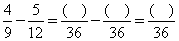 4/9 − 5/12 = ( )/36 − ( )/36 = ( )/36